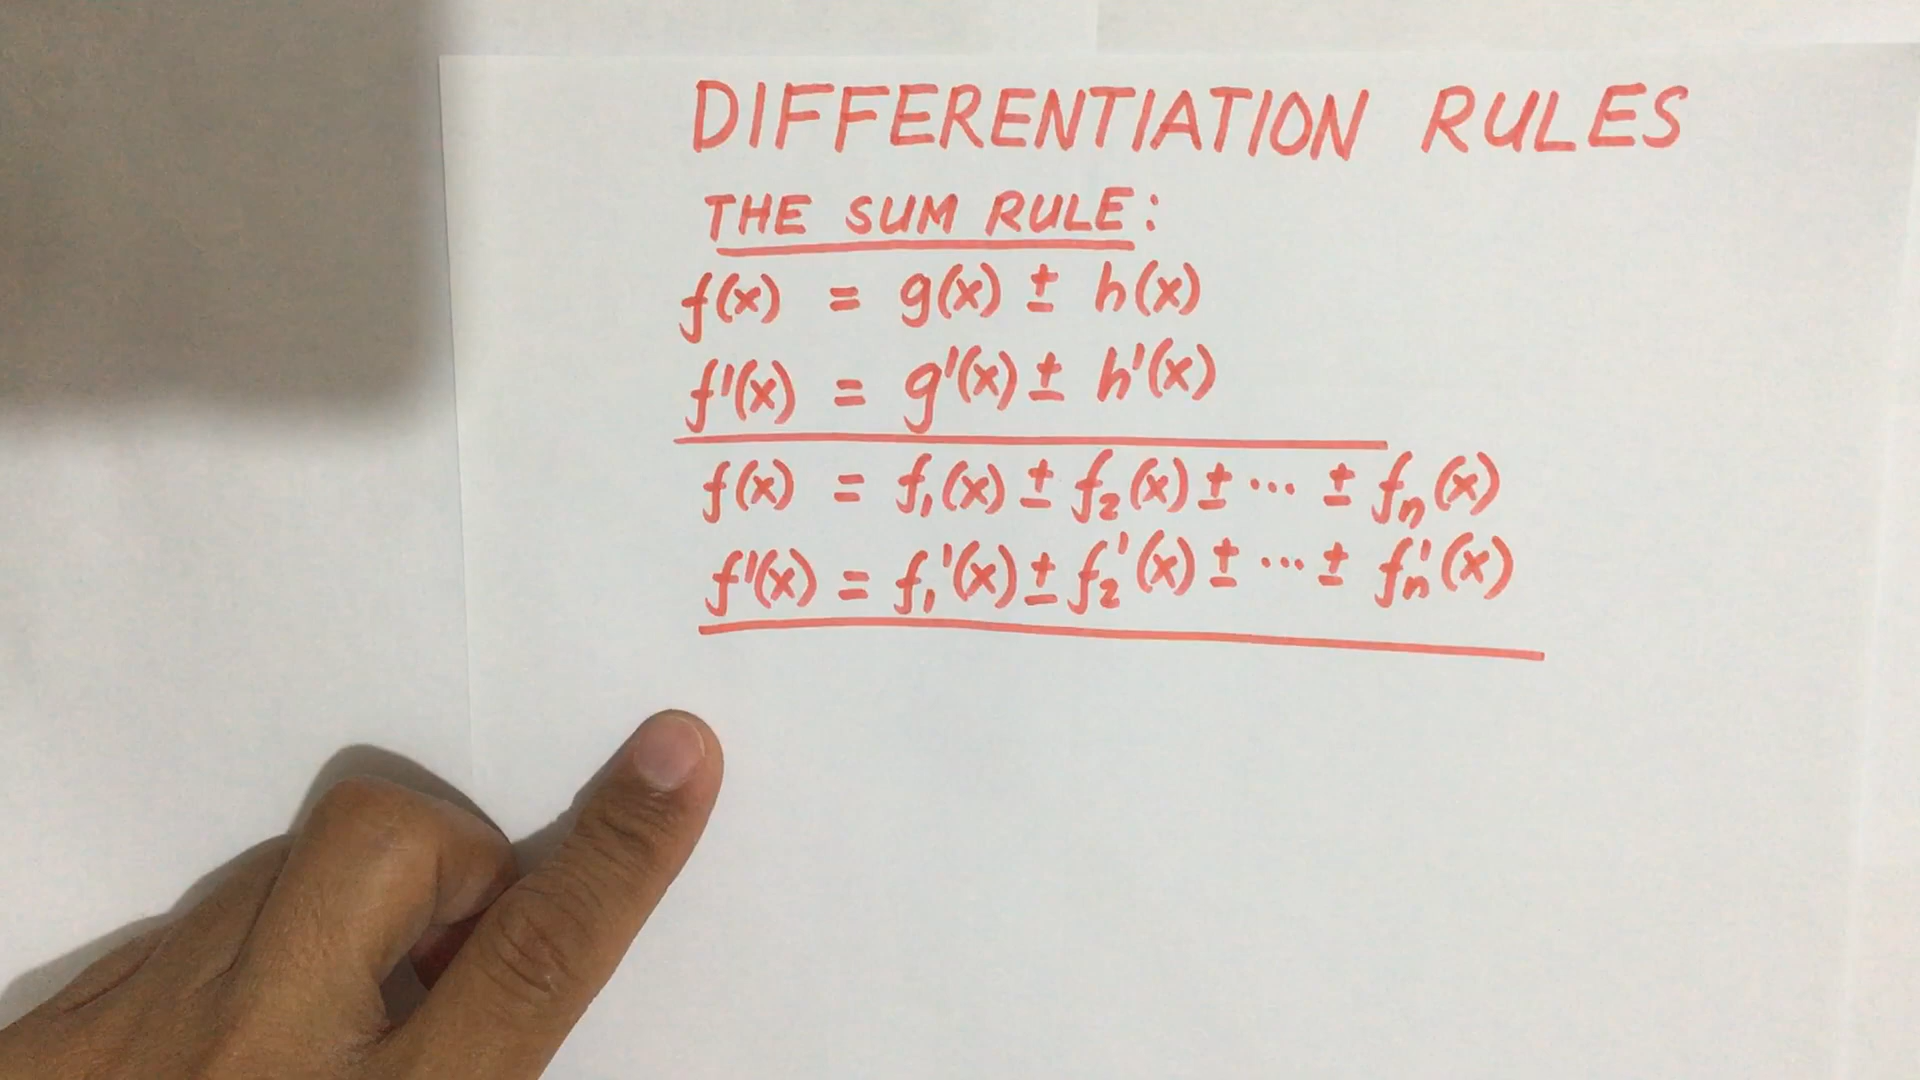 DIFFERENTIATION RULES
THE SUM RULE:
f(x) = g(x) ± h(x)
f'(x) = g'(x) ± h'(x)
f(x) = f₁(x) ± f₂(x) ± ... ± fₙ(x)
f'(x) = f₁'(x) ± f₂'(x) ± ... ± fₙ'(x)